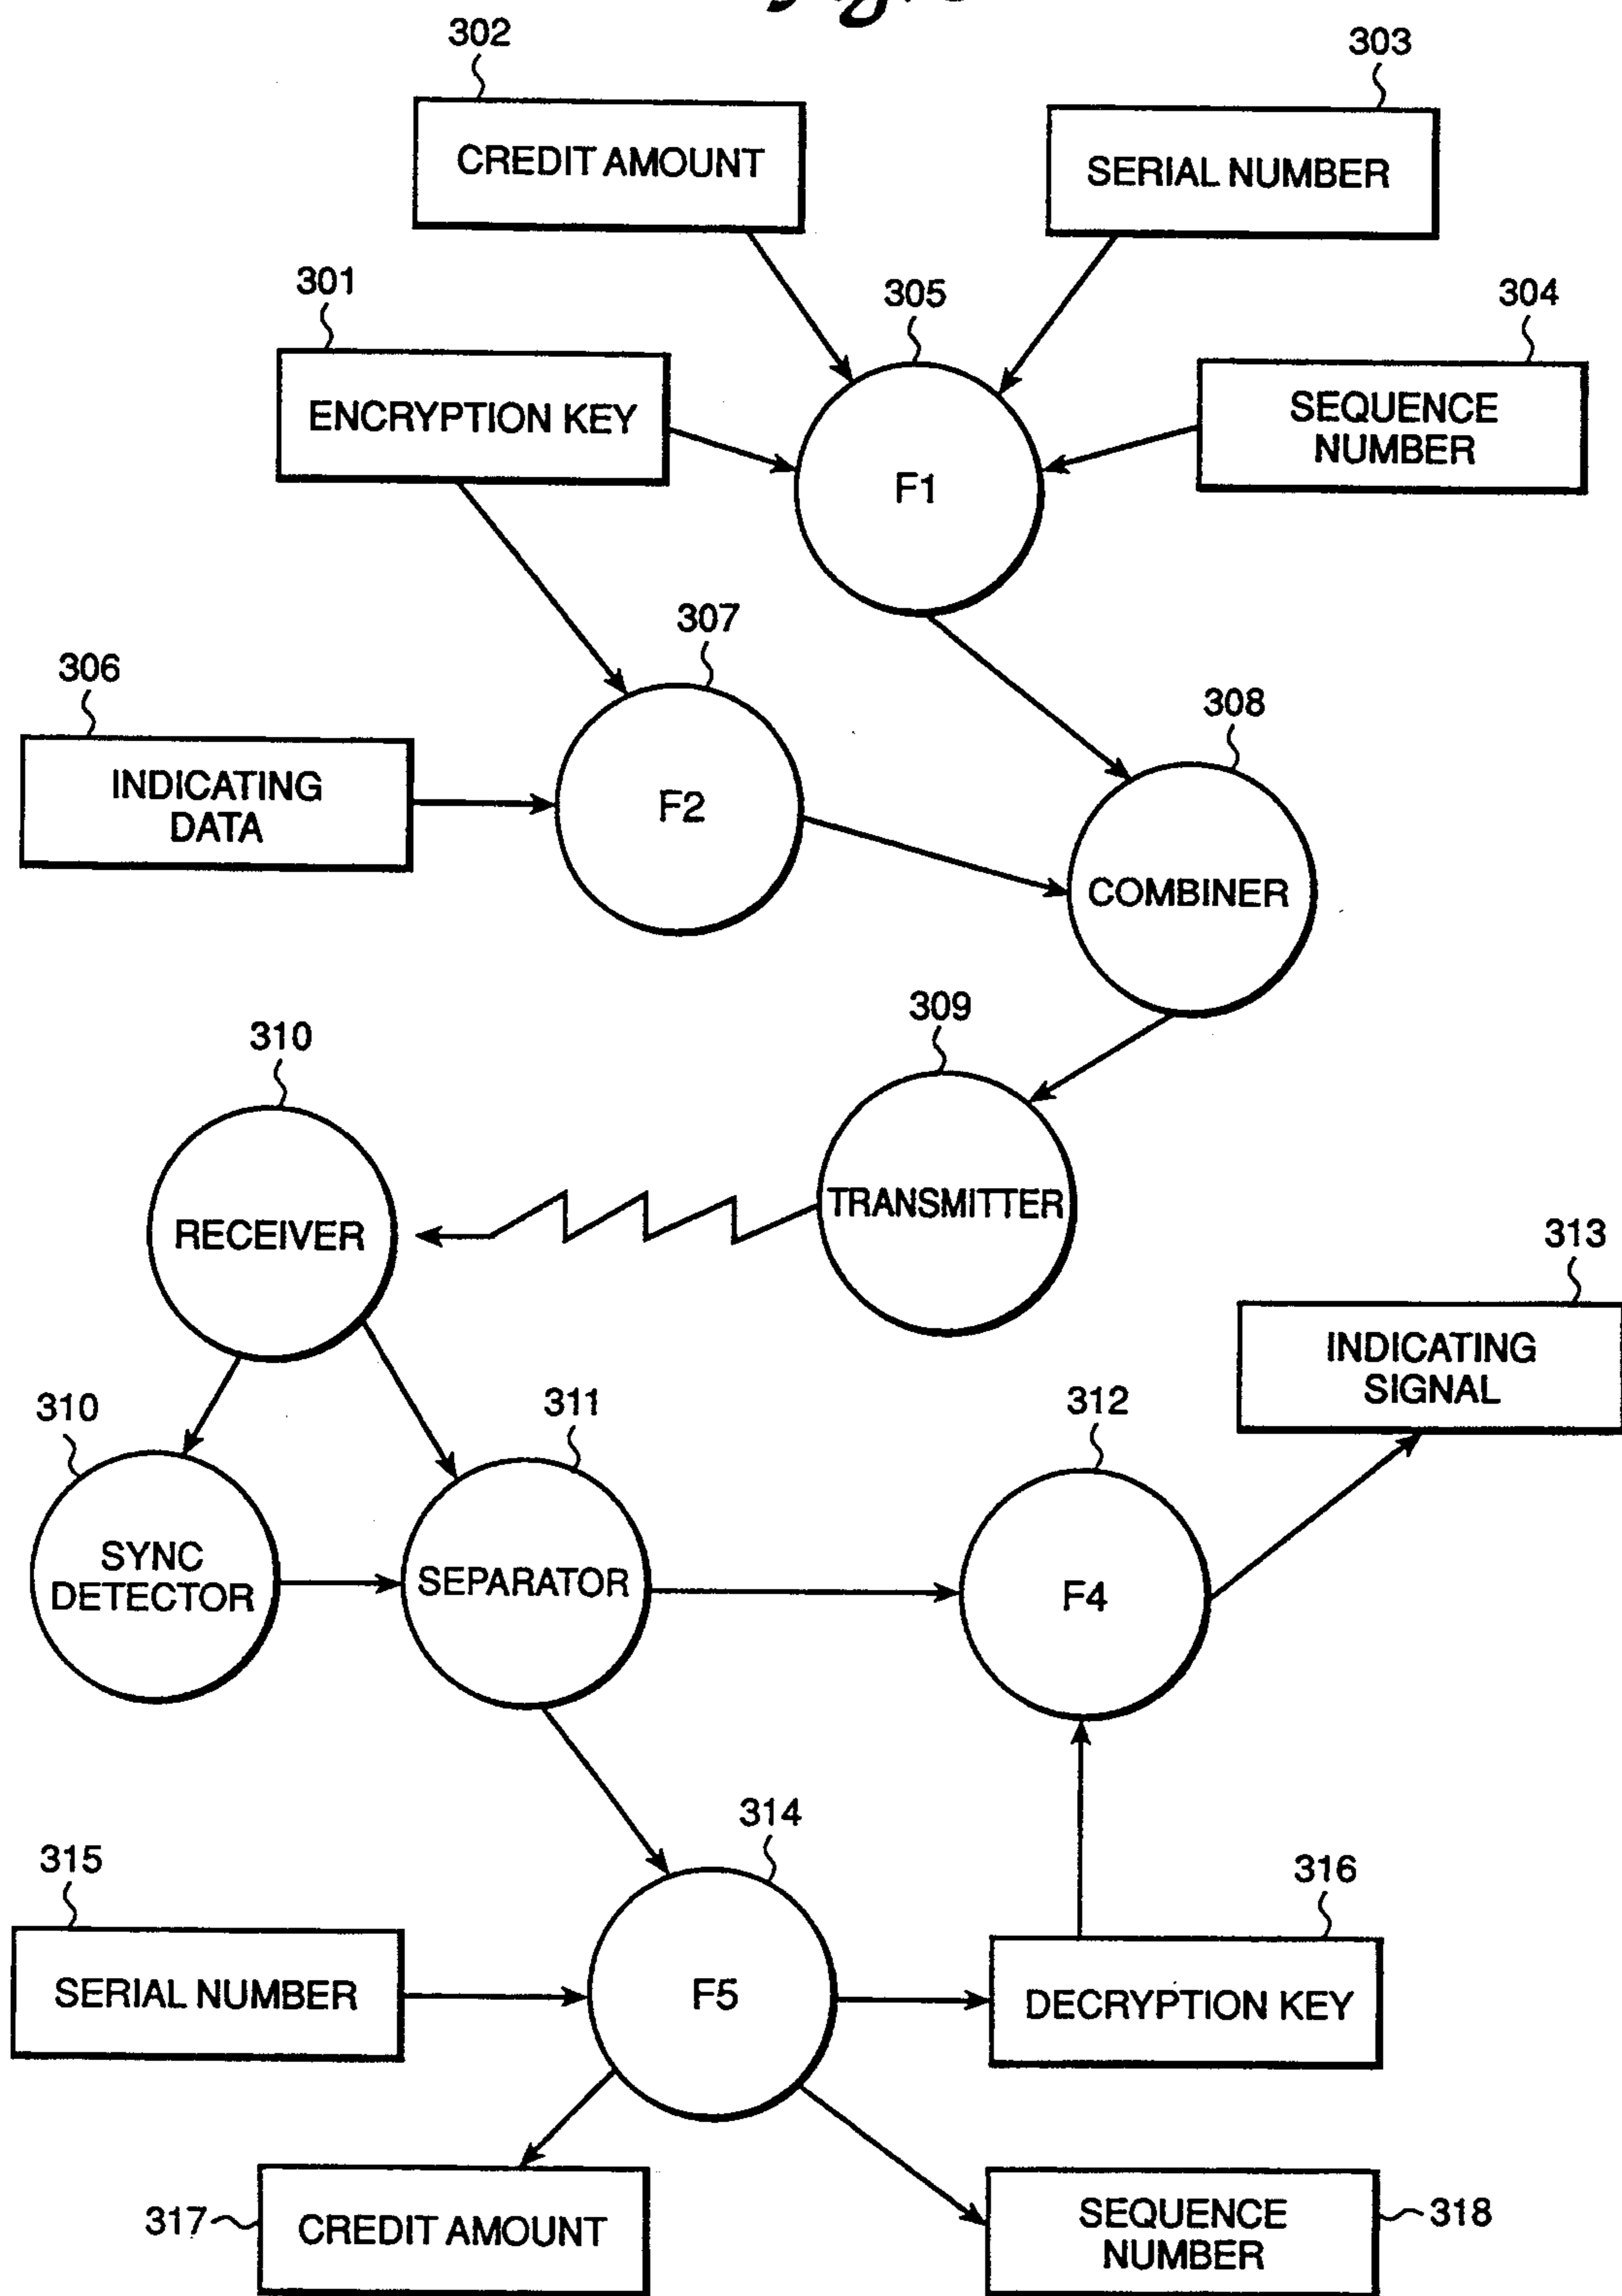 302
303
CREDIT AMOUNT
SERIAL NUMBER
301
305
304
ENCRYPTION KEY
F1
SEQUENCE
NUMBER
307
306
308
INDICATING
DATA
F2
COMBINER
309
310
TRANSMITTER
RECEIVER
313
INDICATING
SIGNAL
310
311
312
SYNC
DETECTOR
SEPARATOR
F4
314
315
316
SERIAL NUMBER
F5
DECRYPTION KEY
317
CREDIT AMOUNT
SEQUENCE
NUMBER
318